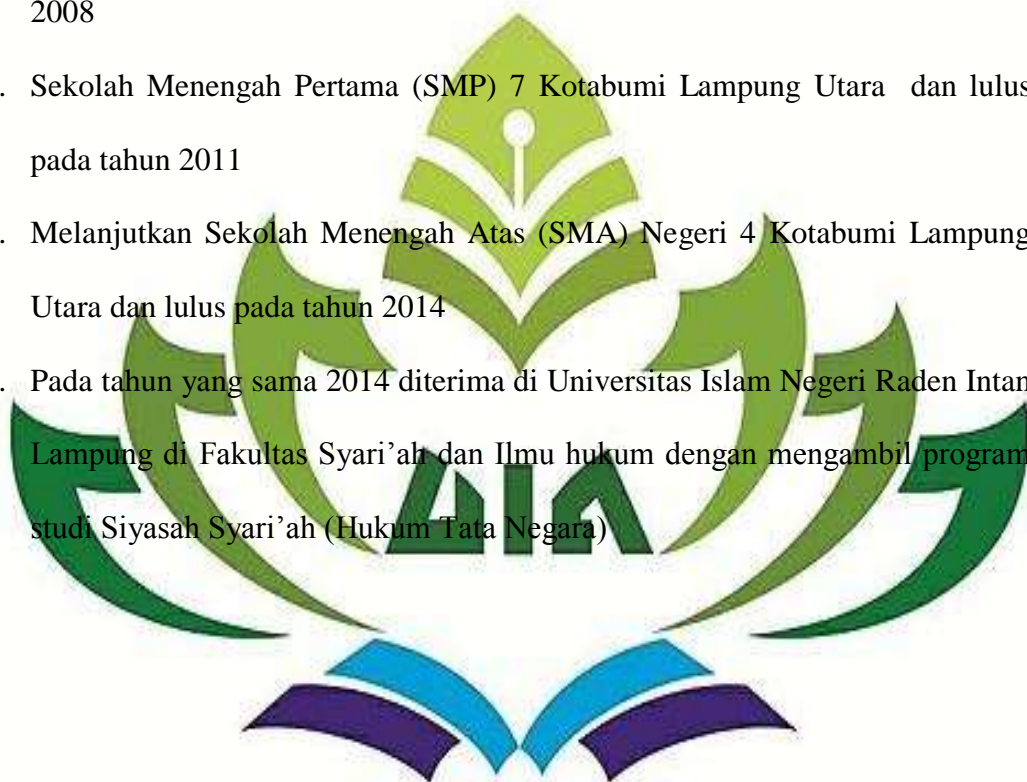 2008
. Sekolah Menengah Pertama (SMP) 7 Kotabumi Lampung Utara dan lulus
pada tahun 2011
. Melanjutkan Sekolah Menengah Atas (SMA) Negeri 4 Kotabumi Lampung
Utara dan lulus pada tahun 2014
. Pada tahun yang sama 2014 diterima di Universitas Islam Negeri Raden Intan
Lampung di Fakultas Syari’ah dan Ilmu hukum dengan mengambil program
studi Siyasah Syari’ah (Hukum Tata Negara)